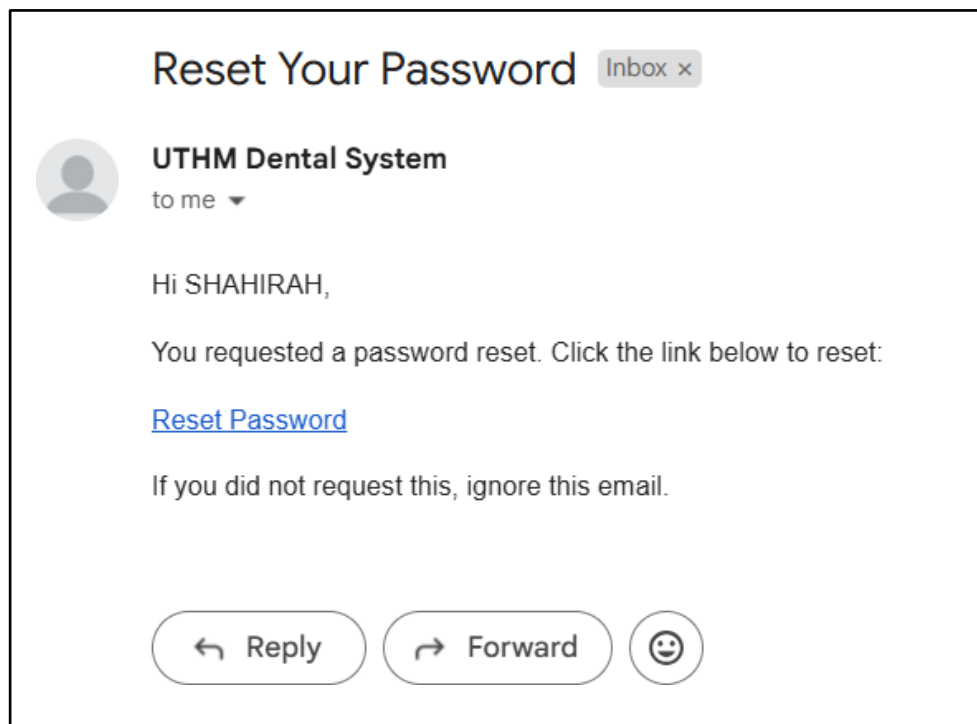 Reset Your Password Inbox ×
UTHM Dental System
to me
Hi SHAHIRAH,
You requested a password reset. Click the link below to reset:
Reset Password
If you did not request this, ignore this email.
Reply Forward